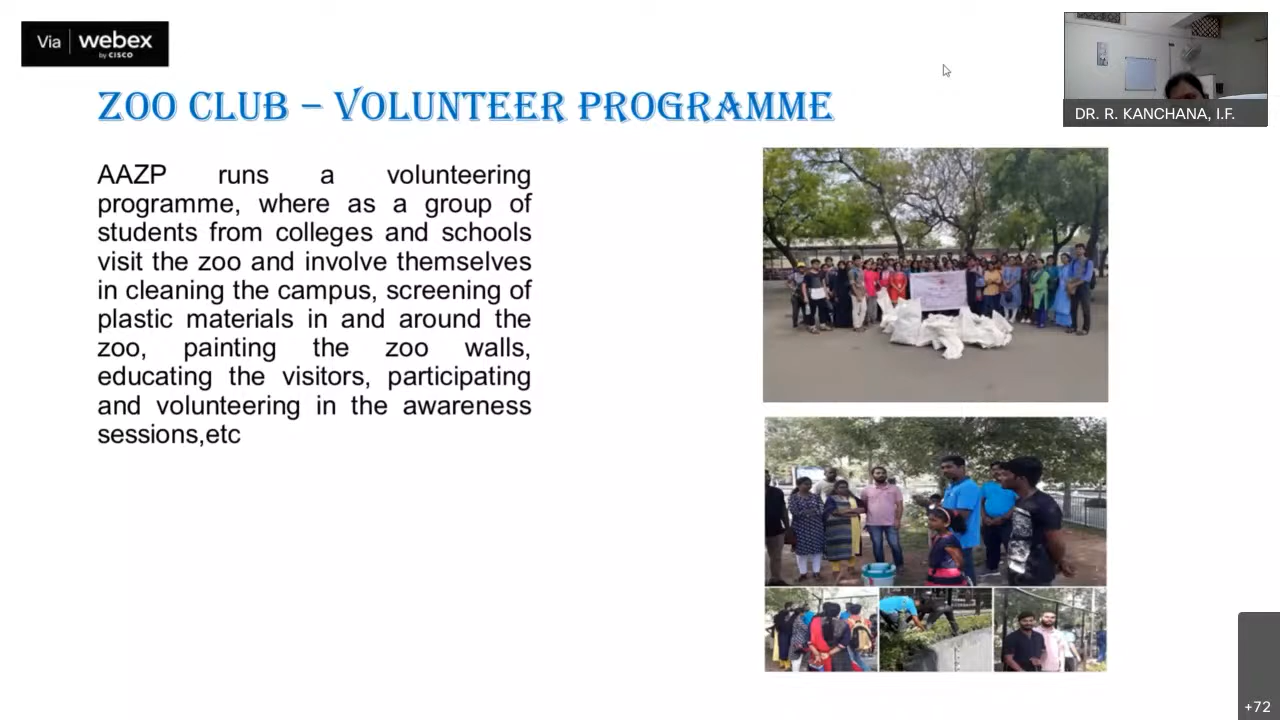 Via webex
by CISCO
DR. R. KANCHANA, I.F.
ZOO CLUB – VOLUNTEER PROGRAMME
AAZP runs a volunteering
programme, where as a group of
students from colleges and schools
visit the zoo and involve themselves
in cleaning the campus, screening of
plastic materials in and around the
zoo, painting the zoo walls,
educating the visitors, participating
and volunteering in the awareness
sessions,etc
+72